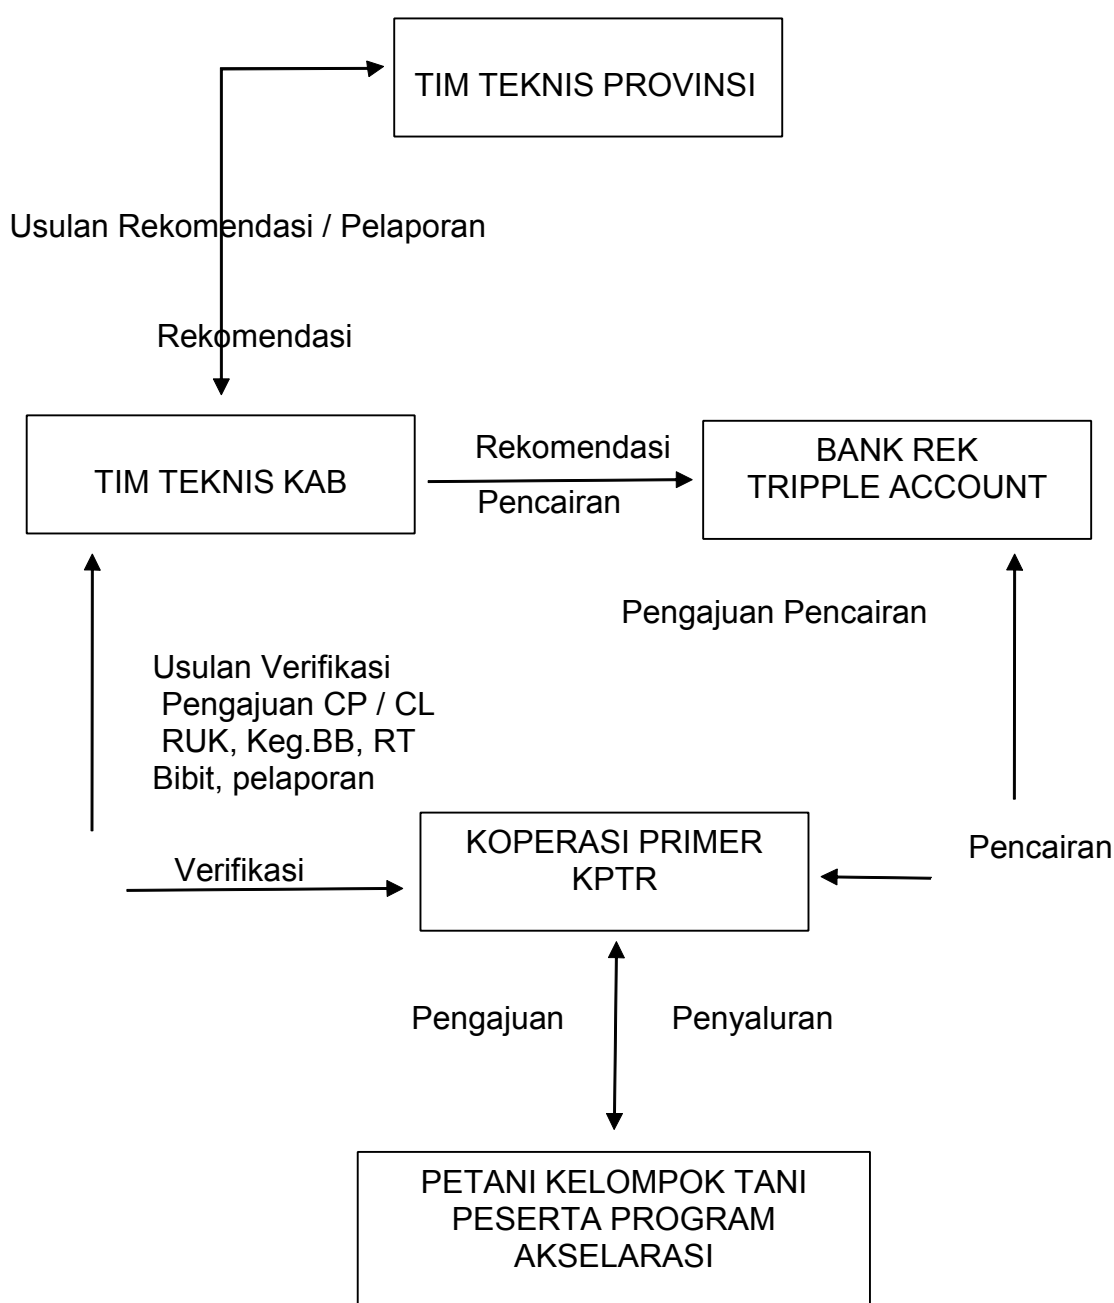 TIM TEKNIS PROVINSI
Usulan Rekomendasi / Pelaporan
Rekomendasi
TIM TEKNIS KAB
Rekomendasi
Pencairan
BANK REK
TRIPPLE ACCOUNT
Pengajuan Pencairan
Usulan Verifikasi
Pengajuan CP / CL
RUK, Keg.BB, RT
Bibit, pelaporan
Verifikasi
KOPERASI PRIMER
KPTR
Pencairan
Pengajuan
Penyaluran
PETANI KELOMPOK TANI
PESERTA PROGRAM
AKSELARASI